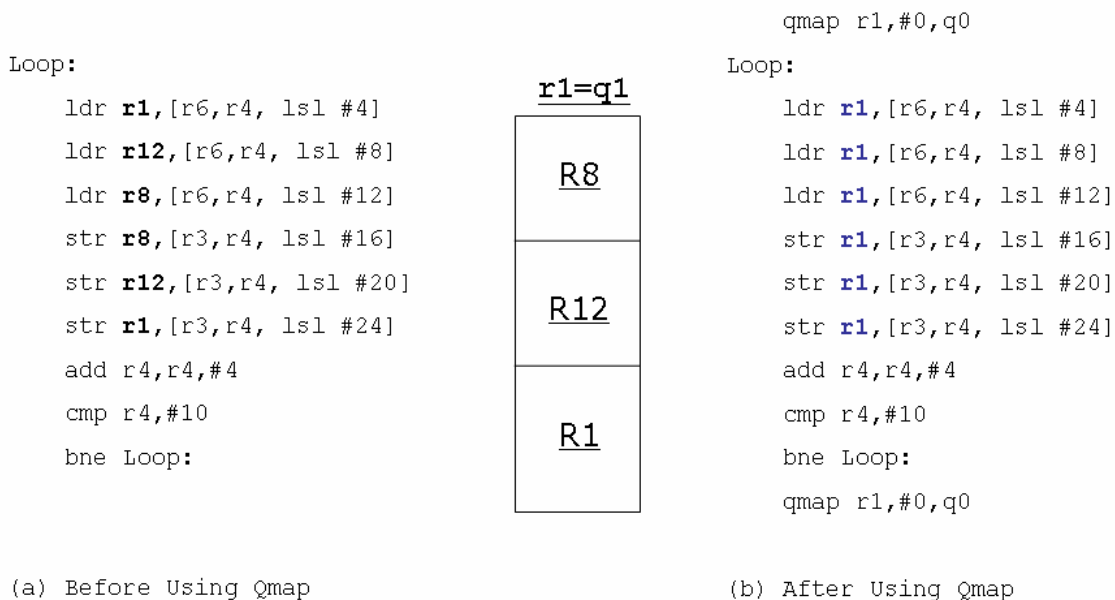 Loop:
ldr r1,[r6,r4, lsl #4]
ldr r12,[r6,r4, lsl #8]
ldr r8,[r6,r4, lsl #12]
str r8,[r3,r4, lsl #16]
str r12,[r3,r4, lsl #20]
str r1,[r3,r4, lsl #24]
add r4,r4,#4
cmp r4,#10
bne Loop:
(a) Before Using Qmap
r1=q1
R8
R12
R1
qmap r1,#0,q0
Loop:
ldr r1,[r6,r4, lsl #4]
ldr r1,[r6,r4, lsl #8]
ldr r1,[r6,r4, lsl #12]
str r1,[r3,r4, lsl #16]
str r1,[r3,r4, lsl #20]
str r1,[r3,r4, lsl #24]
add r4,r4,#4
cmp r4,#10
bne Loop:
qmap r1,#0,q0
(b) After Using Qmap